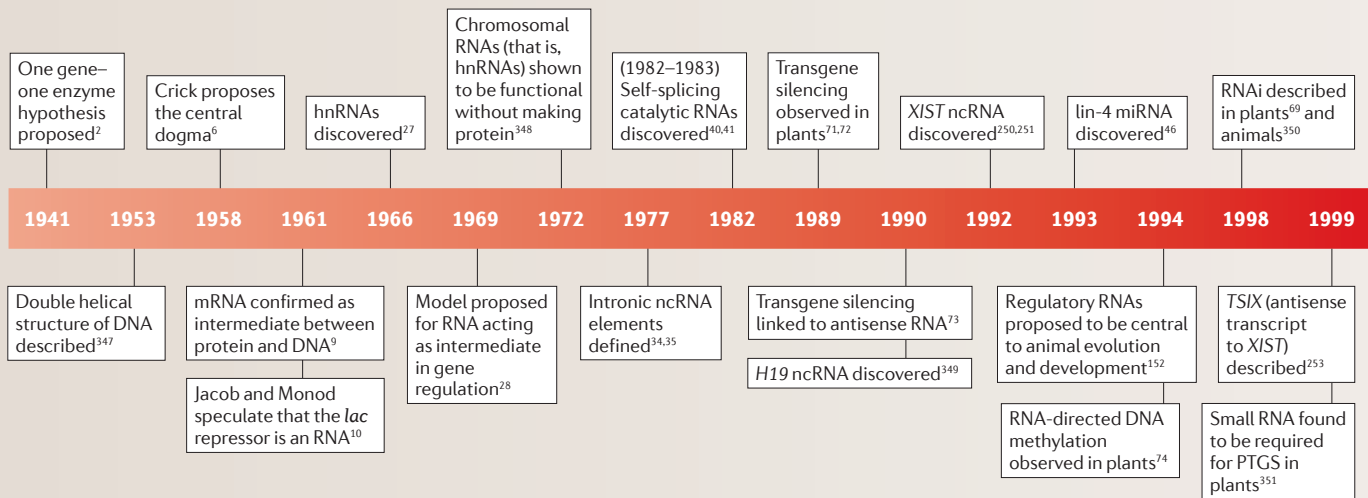 One gene–
one enzyme
hypothesis
proposed2
Crick proposes
the central
dogma6
hnRNAs
discovered27
Chromosomal
RNAs (that is,
hnRNAs) shown
to be functional
without making
protein348
(1982–1983)
Self-splicing
catalytic RNAs
discovered40,41
Transgene
silencing
observed in
plants71,72
XIST ncRNA
discovered250,251
lin-4 miRNA
discovered46
RNAi described
in plants69 and
animals350
1941 1953 1958 1961 1966 1969 1972 1977 1982 1989 1990 1992 1993 1994 1998 1999
Double helical
structure of DNA
described347
mRNA confirmed as
intermediate between
protein and DNA9
Jacob and Monod
speculate that the lac
repressor is an RNA10
Model proposed
for RNA acting
as intermediate
in gene
regulation28
Intronic ncRNA
elements
defined34,35
Transgene silencing
linked to antisense RNA73
H19 ncRNA discovered349
Regulatory RNAs
proposed to be central
to animal evolution
and development152
RNA-directed DNA
methylation
observed in plants74
TSIX (antisense
transcript
to XIST)
described253
Small RNA found
to be required
for PTGS in
plants351